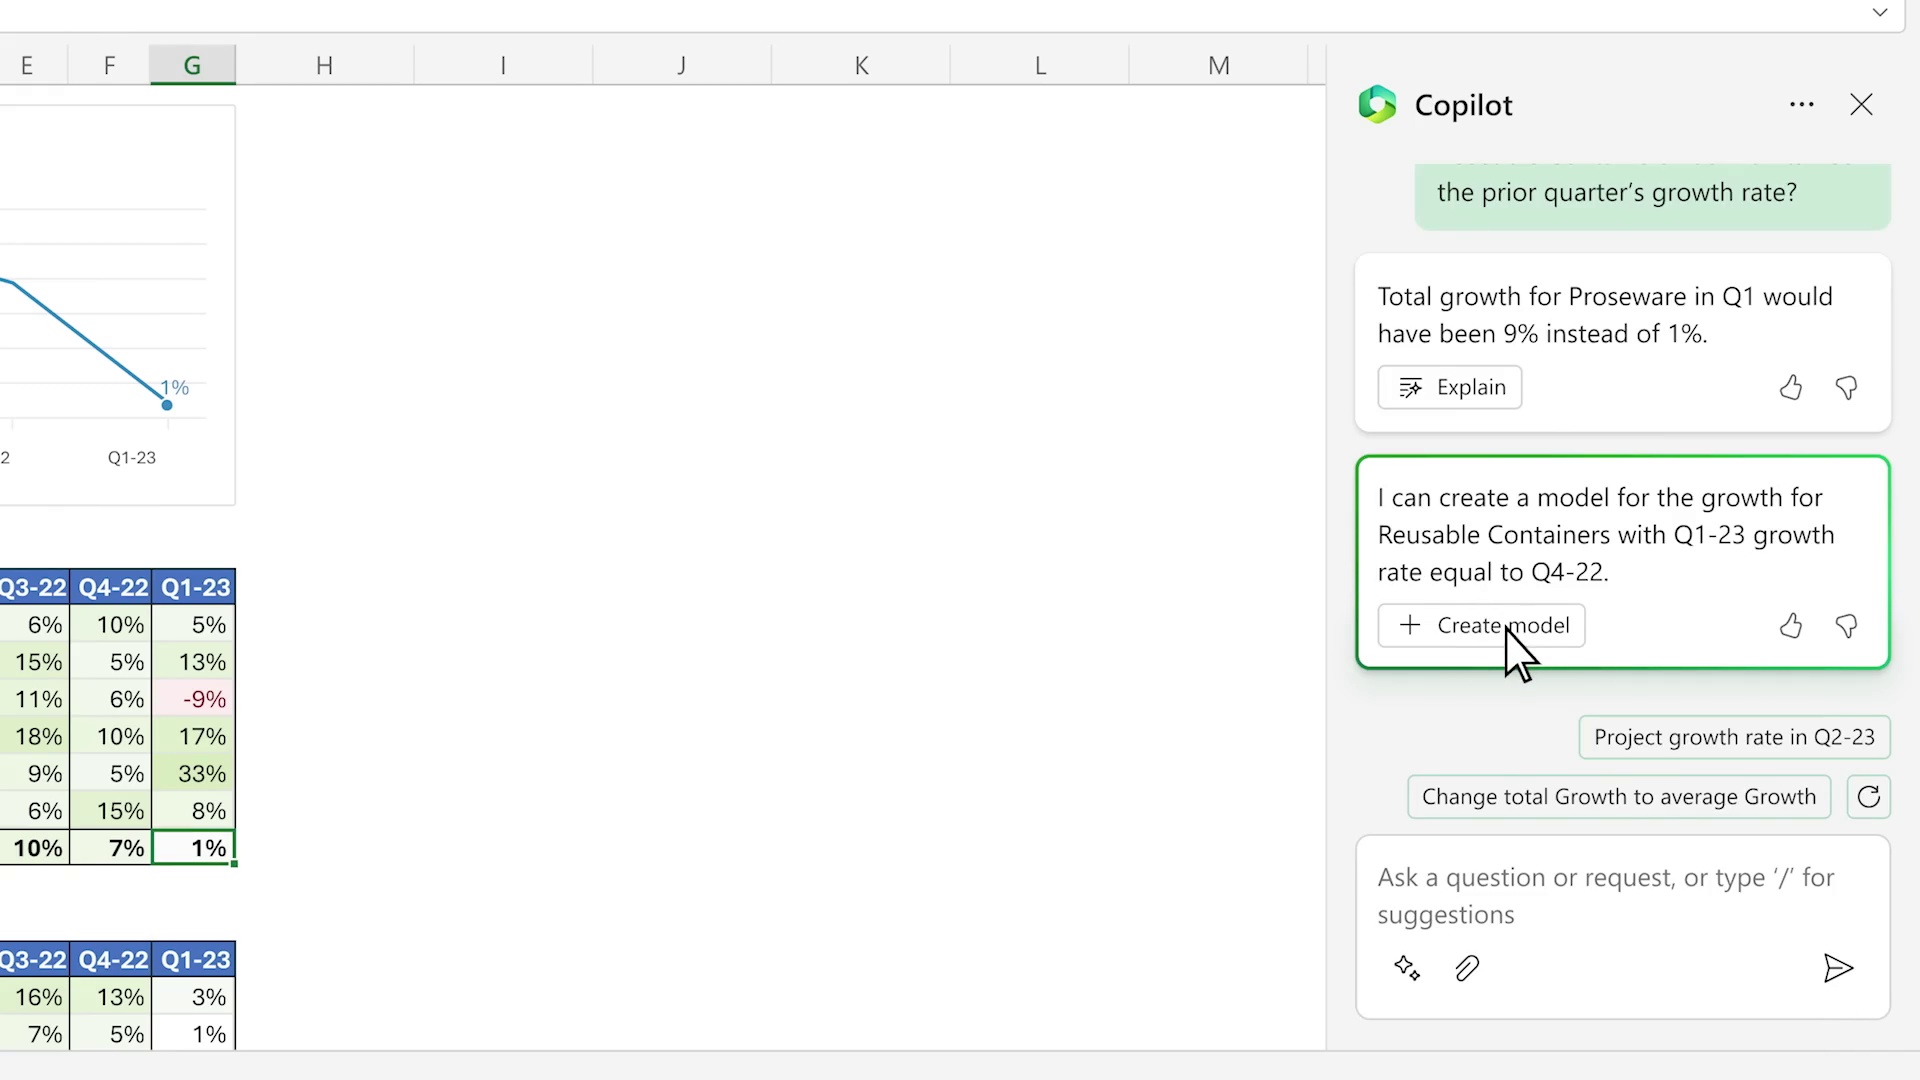 E F G H I J K L M
Copilot
the prior quarter’s growth rate?
Total growth for Proseware in Q1 would
have been 9% instead of 1%.
Explain
I can create a model for the growth for
Reusable Containers with Q1-23 growth
rate equal to Q4-22.
Create model
Project growth rate in Q2-23
Change total Growth to average Growth
Ask a question or request, or type ‘/’ for
suggestions
1%
2 Q1-23
Q3-22 Q4-22 Q1-23
6% 10% 5%
15% 5% 13%
11% 6% -9%
18% 10% 17%
9% 5% 33%
6% 15% 8%
10% 7% 1%
Q3-22 Q4-22 Q1-23
16% 13% 3%
7% 5% 1%